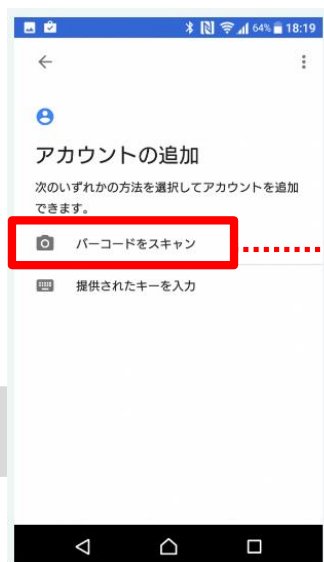 64% 18:19
アカウントの追加
次のいずれかの方法を選択してアカウントを追加
できます。
バーコードをスキャン
提供されたキーを入力